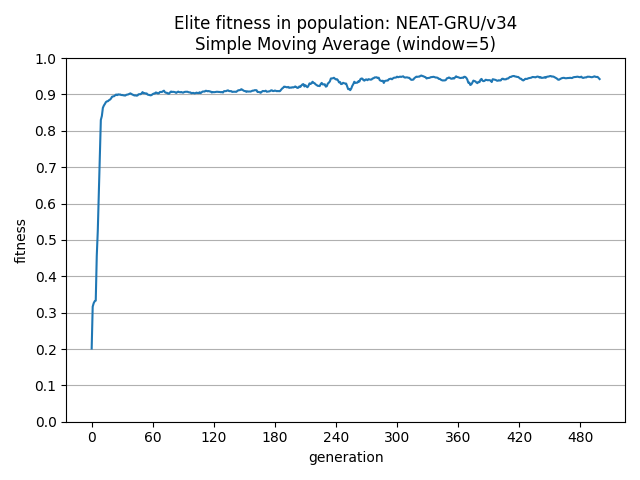 Elite fitness in population: NEAT-GRU/v34
Simple Moving Average (window=5)
1.0
0.9
0.8
0.7
0.6
0.5
0.4
0.3
0.2
0.1
0.0
fitness
0 60 120 180 240 300 360 420 480
generation